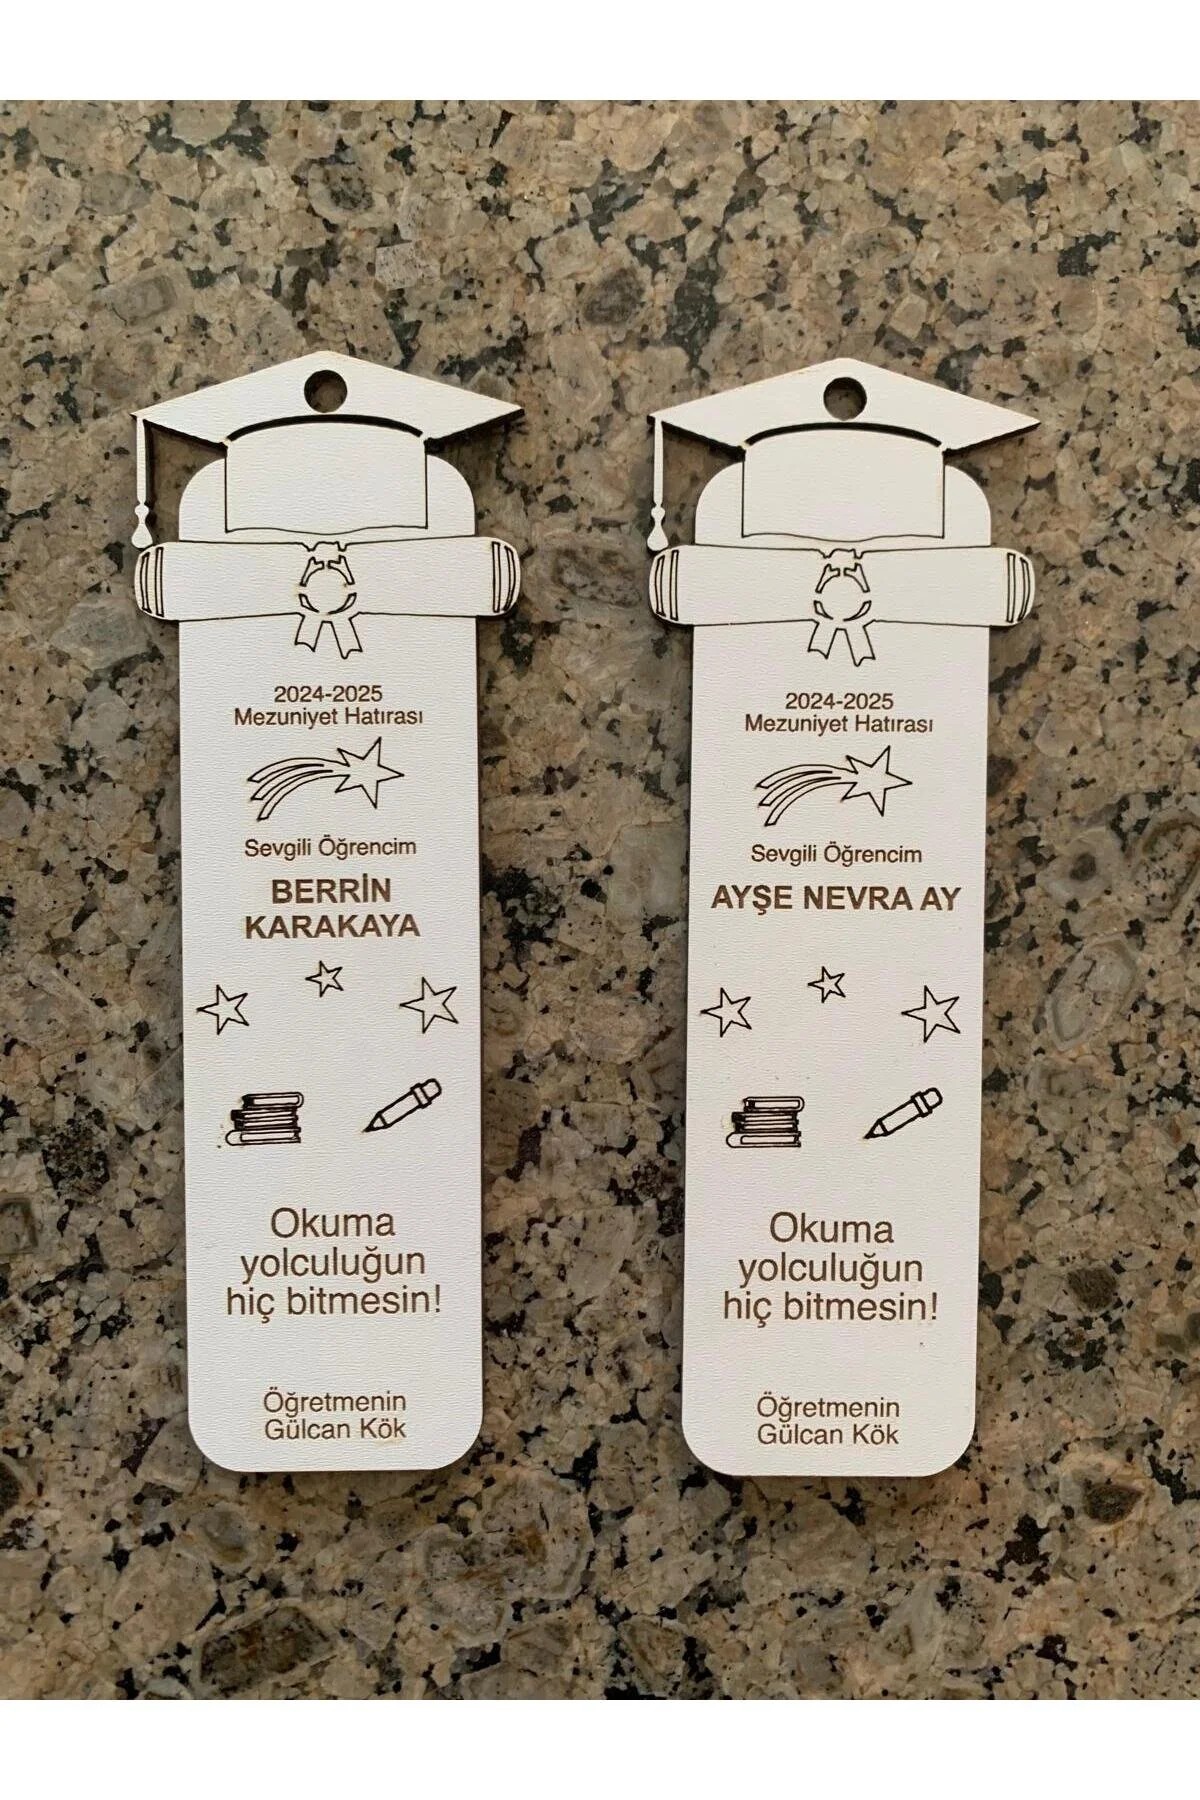 2024-2025
Mezuniyet Hatırası
Sevgili Öğrencim
BERRİN
KARAKAYA
Okuma
yolculuğun
hiç bitmesin!
Öğretmenin
Gülcan Kök
2024-2025
Mezuniyet Hatırası
Sevgili Öğrencim
AYŞE NEVRA AY
Okuma
yolculuğun
hiç bitmesin!
Öğretmenin
Gülcan Kök